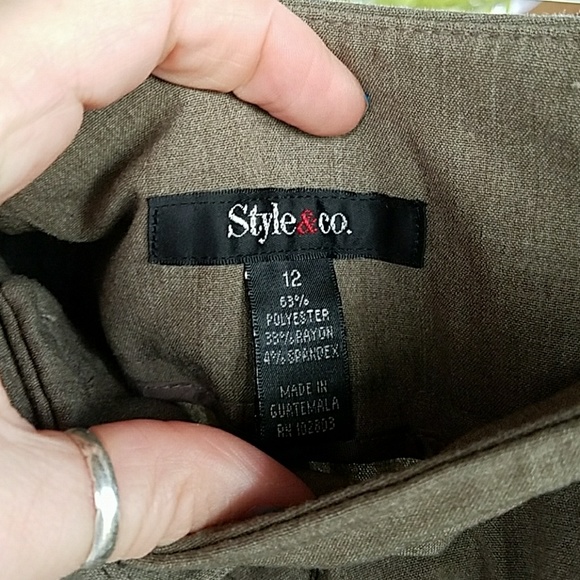 Style&co.
12
63%
POLYESTER
33% RAYON
4% SPANDEX
MADE IN
GUATEMALA
RN 102803